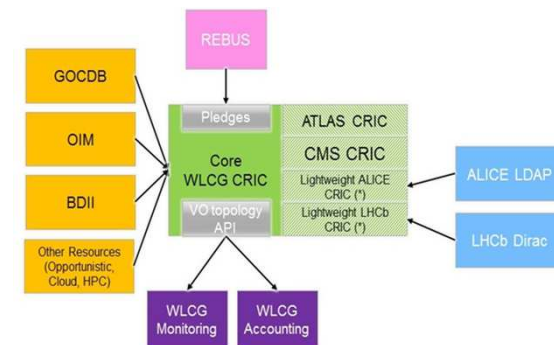 REBUS
GOCDB
Pledges
ATLAS CRIC
OIM
Core
WLCG CRIC
CMS CRIC
Lightweight ALICE
CRIC (*)
ALICE LDAP
BDII
VO topology
API
Lightweight LHCb
CRIC (*)
LHCb Dirac
Other Resources
(Opportunistic,
Cloud, HPC)
WLCG
Monitoring
WLCG
Accounting